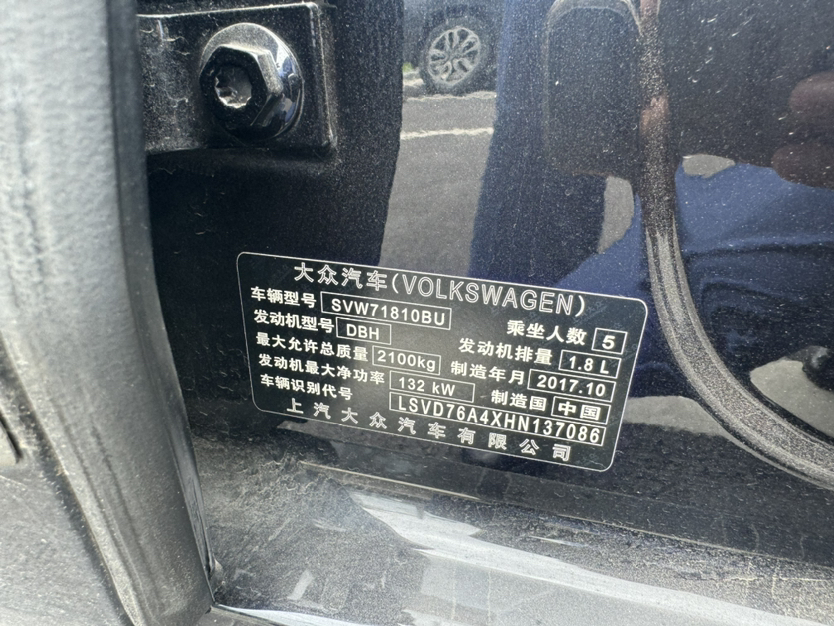 大众汽车(VOLKSWAGEN)
车辆型号 SVW71810BU 乘坐人数 5
发动机型号 DBH 发动机排量 1.8 L
最大允许总质量 2100kg 制造年月 2017.10
发动机最大净功率 132 kW 制造国 中国
车辆识别代号 LSVD76A4XHN137086
上汽大众汽车有限公司